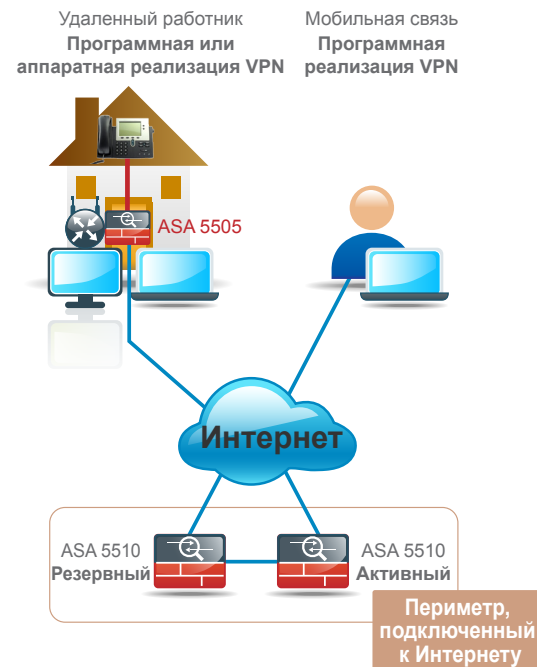 Удаленный работник
Программная или
аппаратная реализация VPN
Мобильная связь
Программная
реализация VPN
ASA 5505
Интернет
ASA 5510
Резервный
ASA 5510
Активный
Периметр,
подключенный
к Интернету